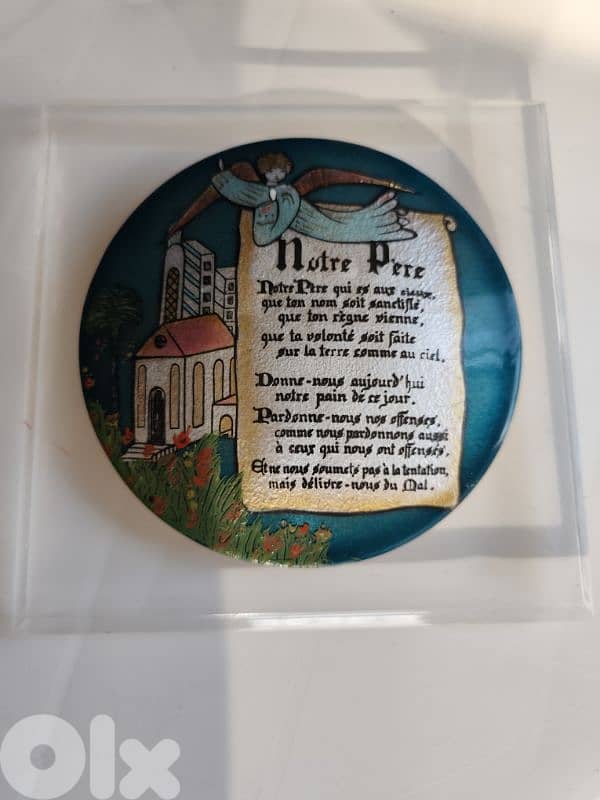 Notre Père
Notre Père qui es aux cieux,
que ton nom soit sanctifié,
que ton règne vienne,
que ta volonté soit faite
sur la terre comme au ciel.
Donne-nous aujourd'hui
notre pain de ce jour.
Pardonne-nous nos offenses,
comme nous pardonnons aussi
à ceux qui nous ont offensés,
Et ne nous soumets pas à la tentation,
mais délivre-nous du Mal.
Olx